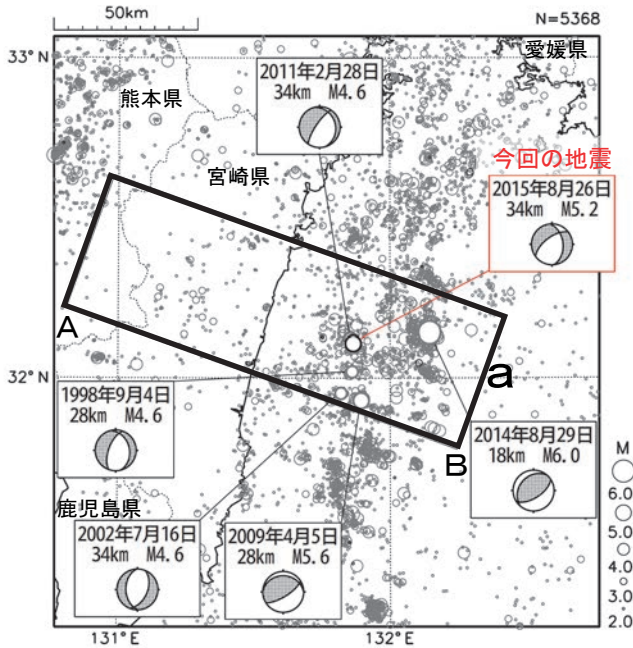 50km
N=5368
33°N
愛媛県
2011年2月28日
34km M4.6
熊本県
宮崎県
今回の地震
2015年8月26日
34km M5.2
A
a
32°N
1998年9月4日
28km M4.6
B
2014年8月29日
18km M6.0
鹿児島県
2002年7月16日
34km M4.6
2009年4月5日
28km M5.6
M
6.0
5.0
4.0
3.0
2.0
131°E
132°E